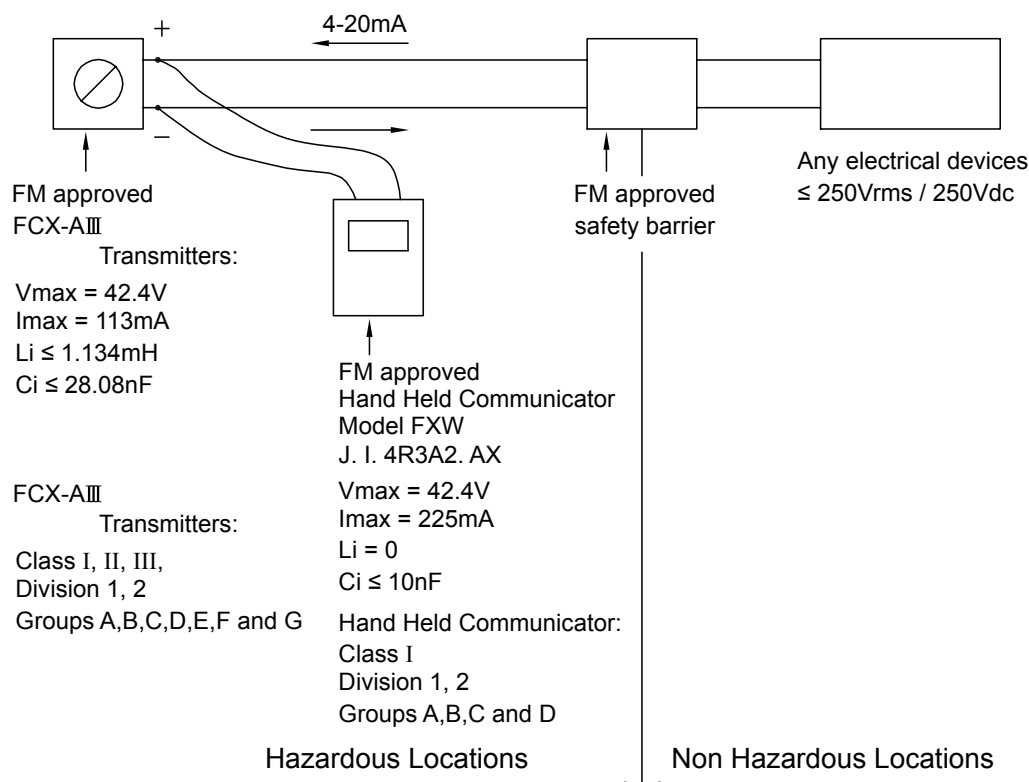 4-20mA
+
−
FM approved
FCX-AⅢ
Transmitters:
Vmax = 42.4V
Imax = 113mA
Li ≤ 1.134mH
Ci ≤ 28.08nF
FCX-AⅢ
Transmitters:
Class I, II, III,
Division 1, 2
Groups A,B,C,D,E,F and G
FM approved
Hand Held Communicator
Model FXW
J. I. 4R3A2. AX
Vmax = 42.4V
Imax = 225mA
Li = 0
Ci ≤ 10nF
Hand Held Communicator:
Class I
Division 1, 2
Groups A,B,C and D
FM approved
safety barrier
Any electrical devices
≤ 250Vrms / 250Vdc
Hazardous Locations
Non Hazardous Locations